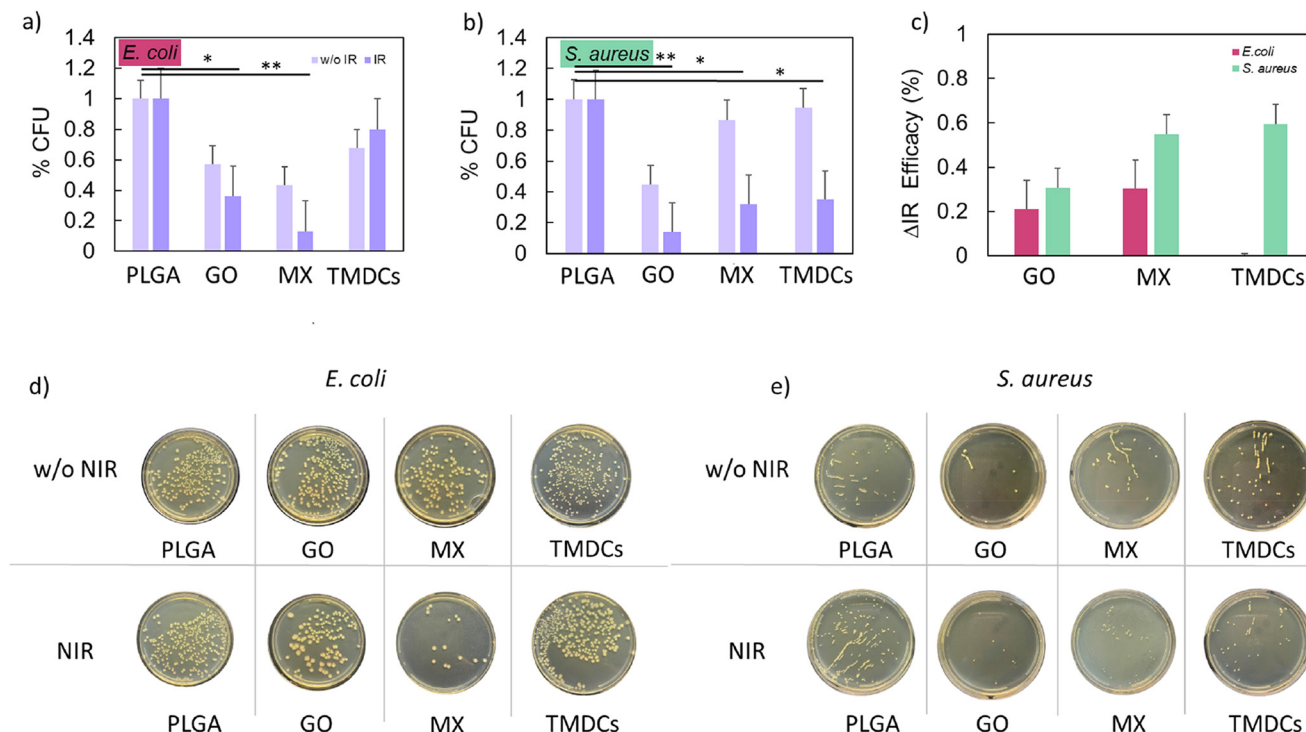 a)
E. coli
w/o IR
IR
*
**
% CFU
1.4
1.2
1
0.8
0.6
0.4
0.2
0
PLGA
GO
MX
TMDCs
b)
S. aureus
**
*
*
% CFU
1.4
1.2
1
0.8
0.6
0.4
0.2
0
PLGA
GO
MX
TMDCs
c)
E.coli
S. aureus
ΔIR Efficacy (%)
1
0.8
0.6
0.4
0.2
0
GO
MX
TMDCs
d)
E. coli
w/o NIR
PLGA
GO
MX
TMDCs
NIR
PLGA
GO
MX
TMDCs
e)
S. aureus
w/o NIR
PLGA
GO
MX
TMDCs
NIR
PLGA
GO
MX
TMDCs